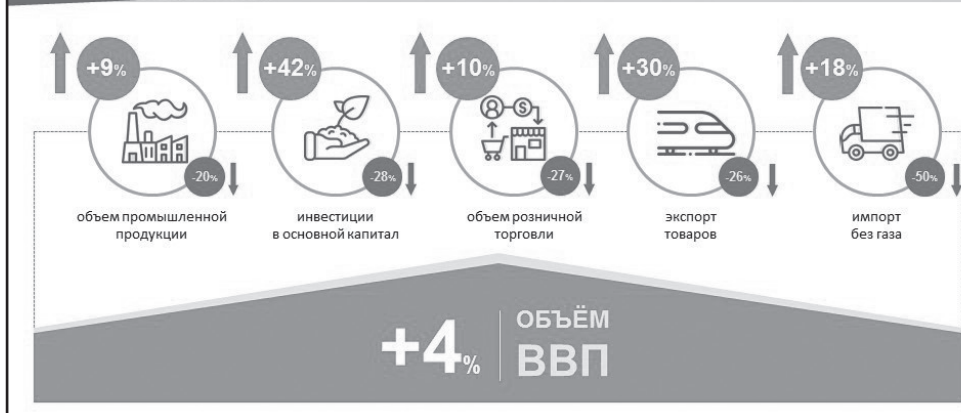 +9%
+42%
+10%
+30%
+18%
-20%
-28%
-27%
-26%
-50%
объем промышленной
продукции
инвестиции
в основной капитал
объем розничной
торговли
экспорт
товаров
импорт
без газа
+4%
ОБЪЁМ
ВВП